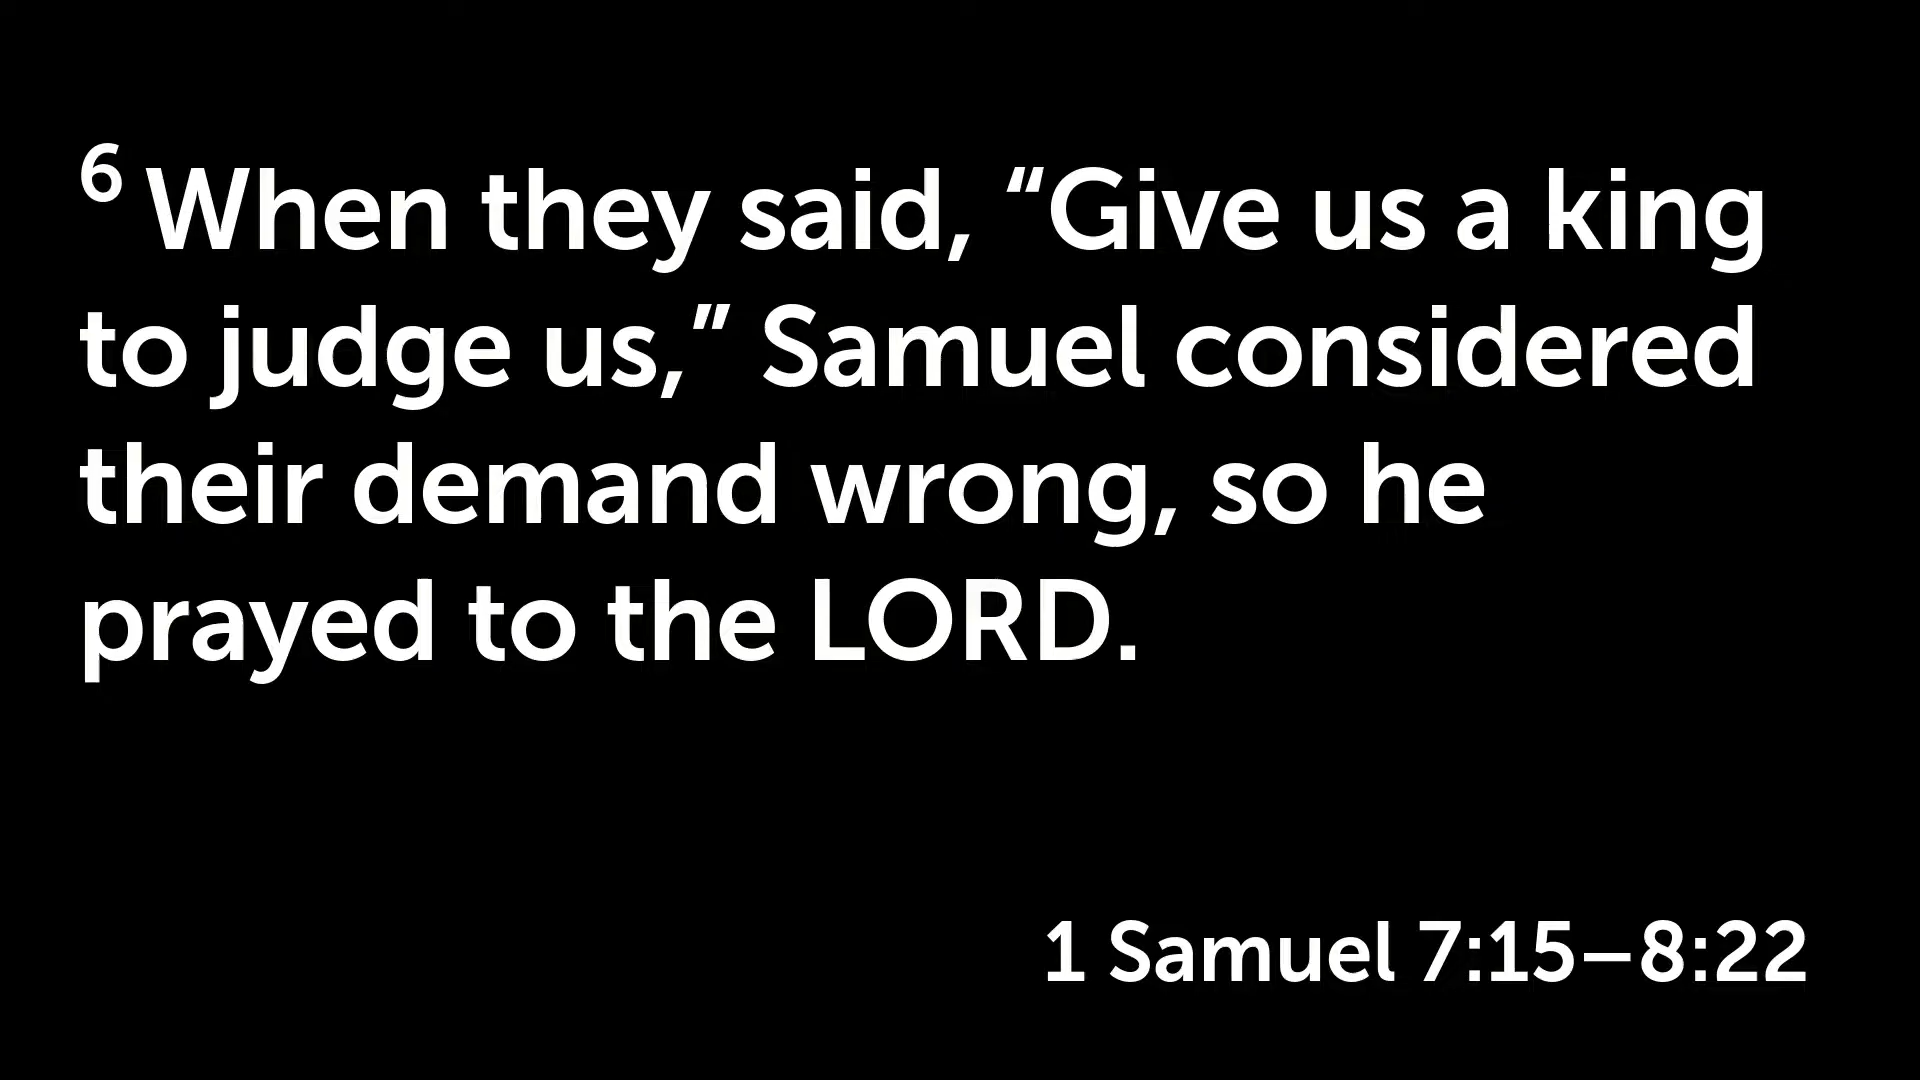 6 When they said, “Give us a king
to judge us,” Samuel considered
their demand wrong, so he
prayed to the LORD.
1 Samuel 7:15–8:22